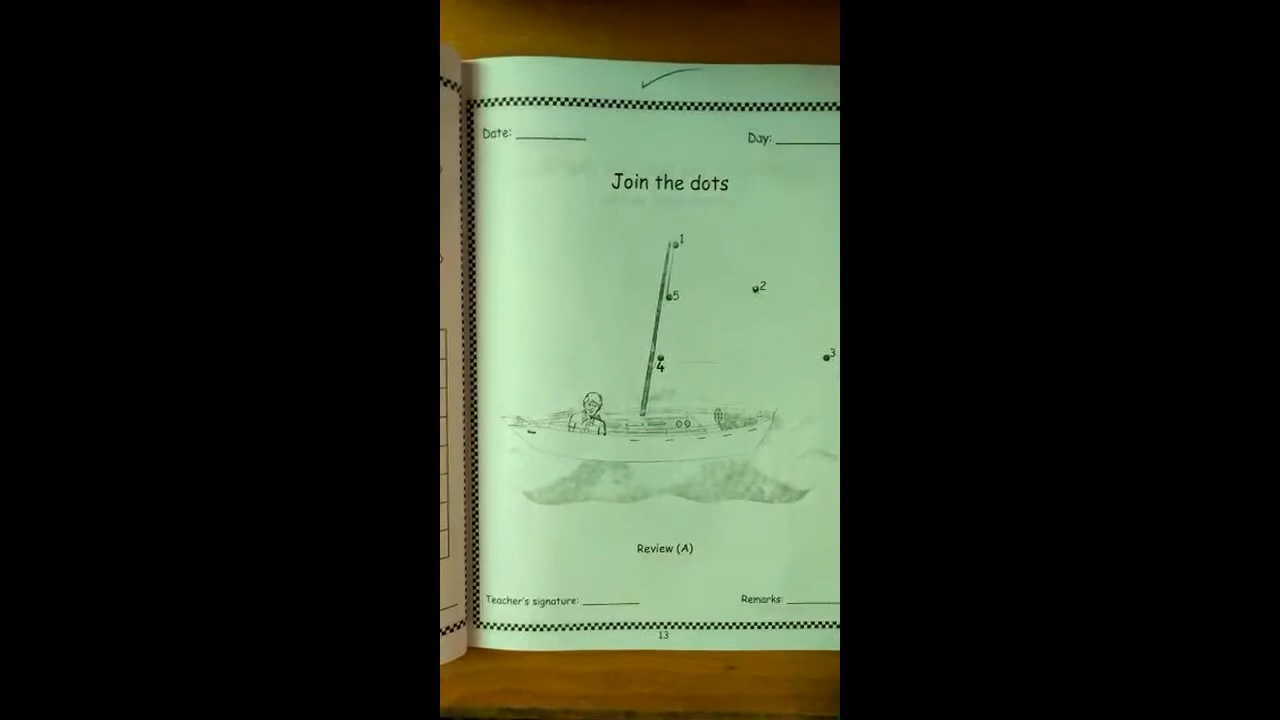 Date: ________ Day: ________
Join the dots
1
5
2
3
4
Review (A)
Teacher's signature: ________ Remarks: ________
13